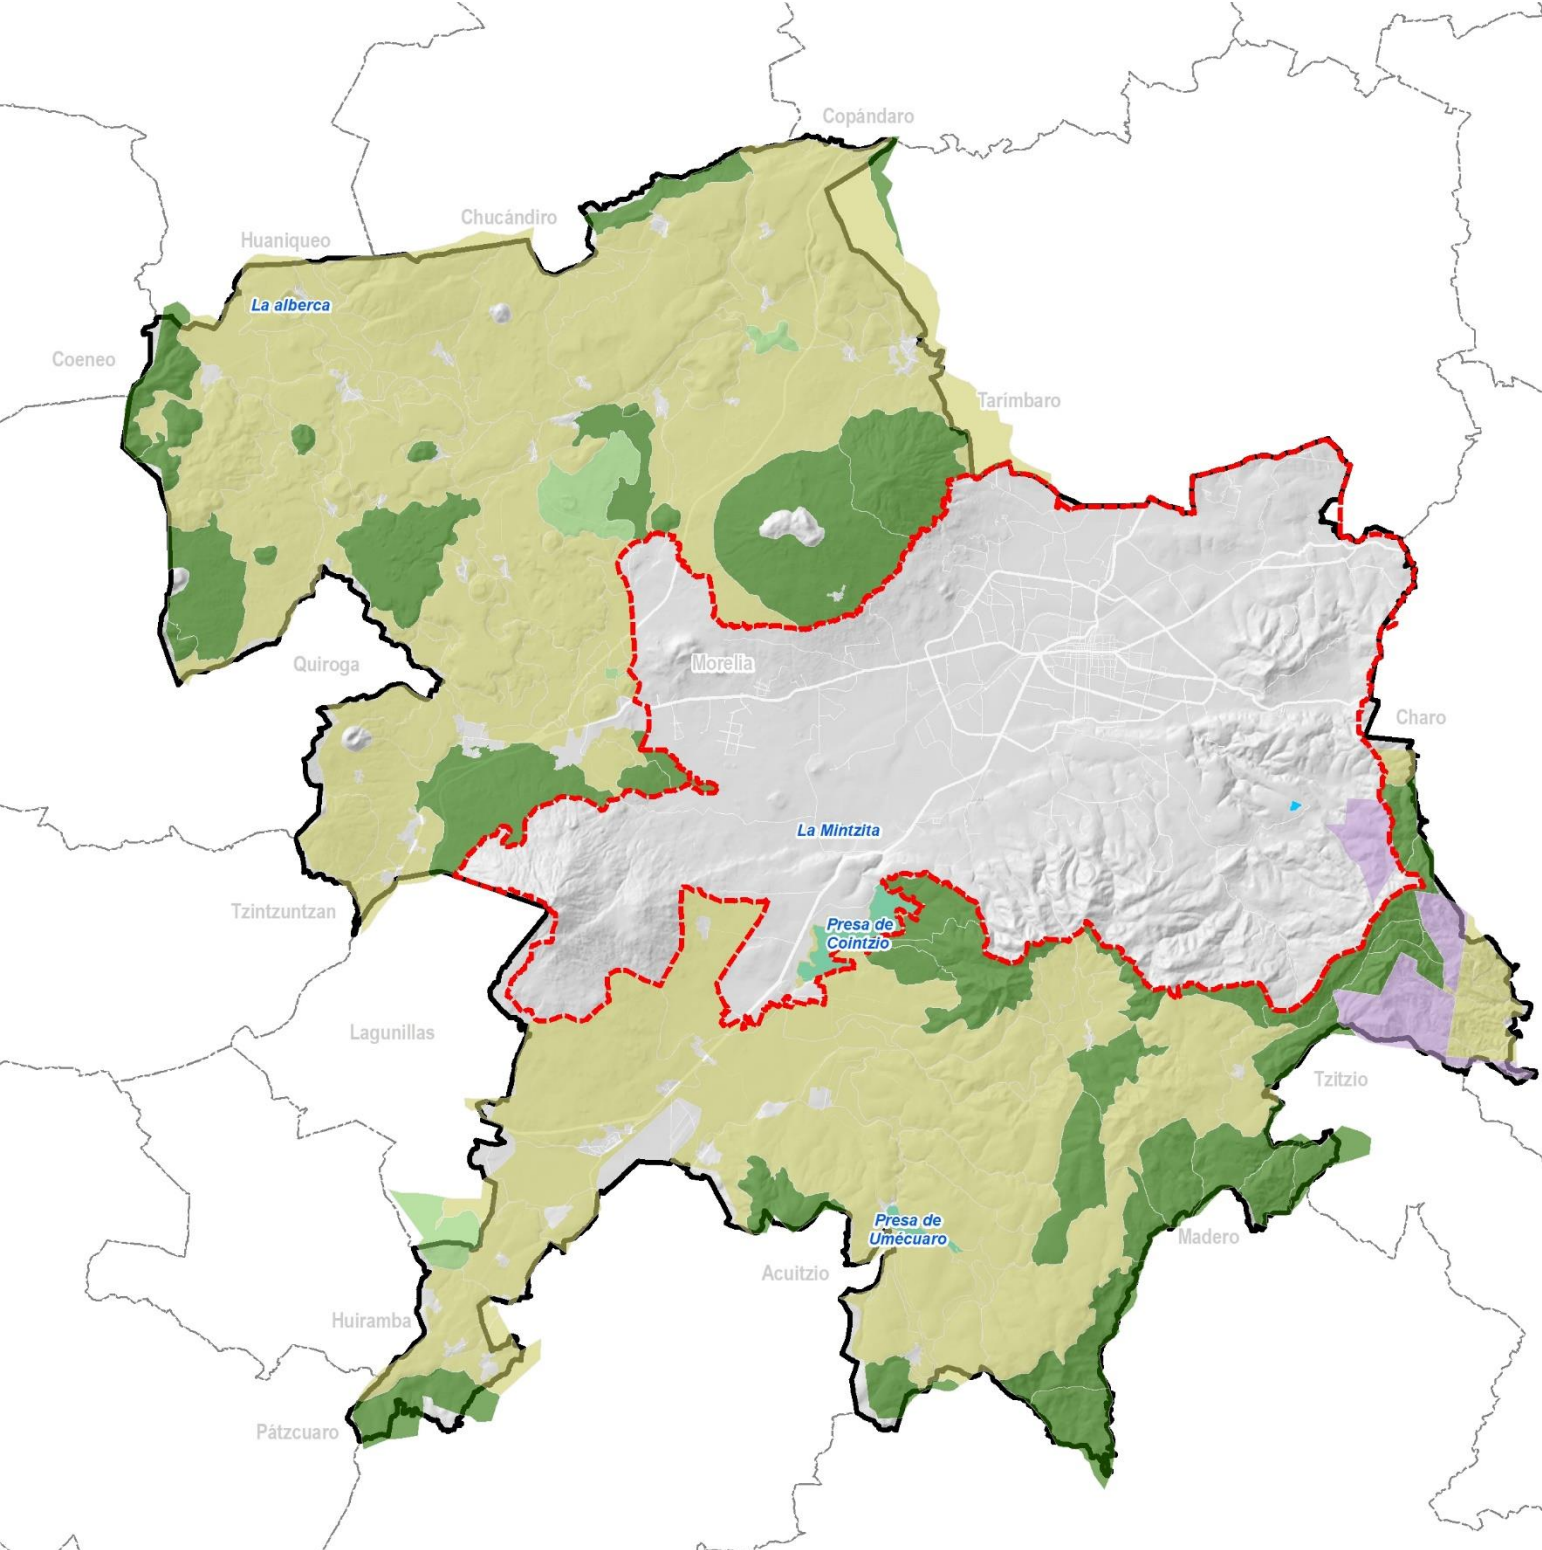 Copándaro
Chucándiro
Huaniqueo
La alberca
Coeneo
Tarímbaro
Quiroga
Morelia
Charo
La Mintzita
Tzintzuntzan
Presa de
Cointzio
Lagunillas
Tzitzio
Presa de
Umécuaro
Madero
Acuitzio
Huiramba
Pátzcuaro